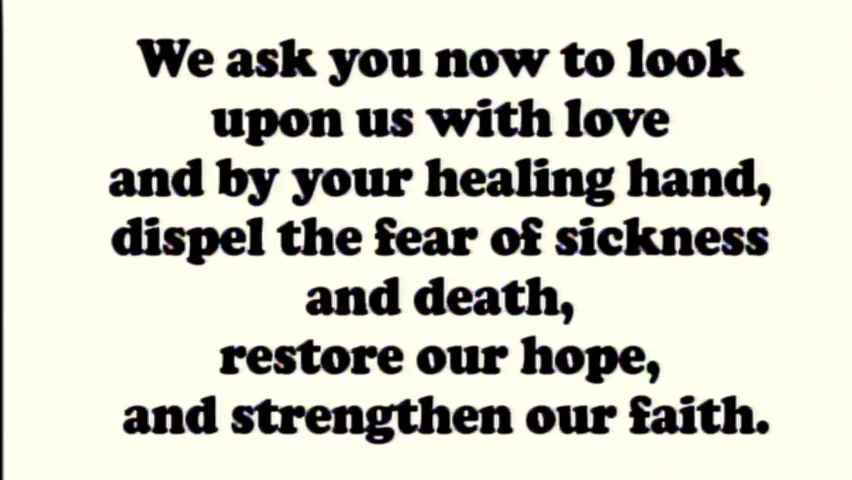 We ask you now to look
upon us with love
and by your healing hand,
dispel the fear of sickness
and death,
restore our hope,
and strengthen our faith.